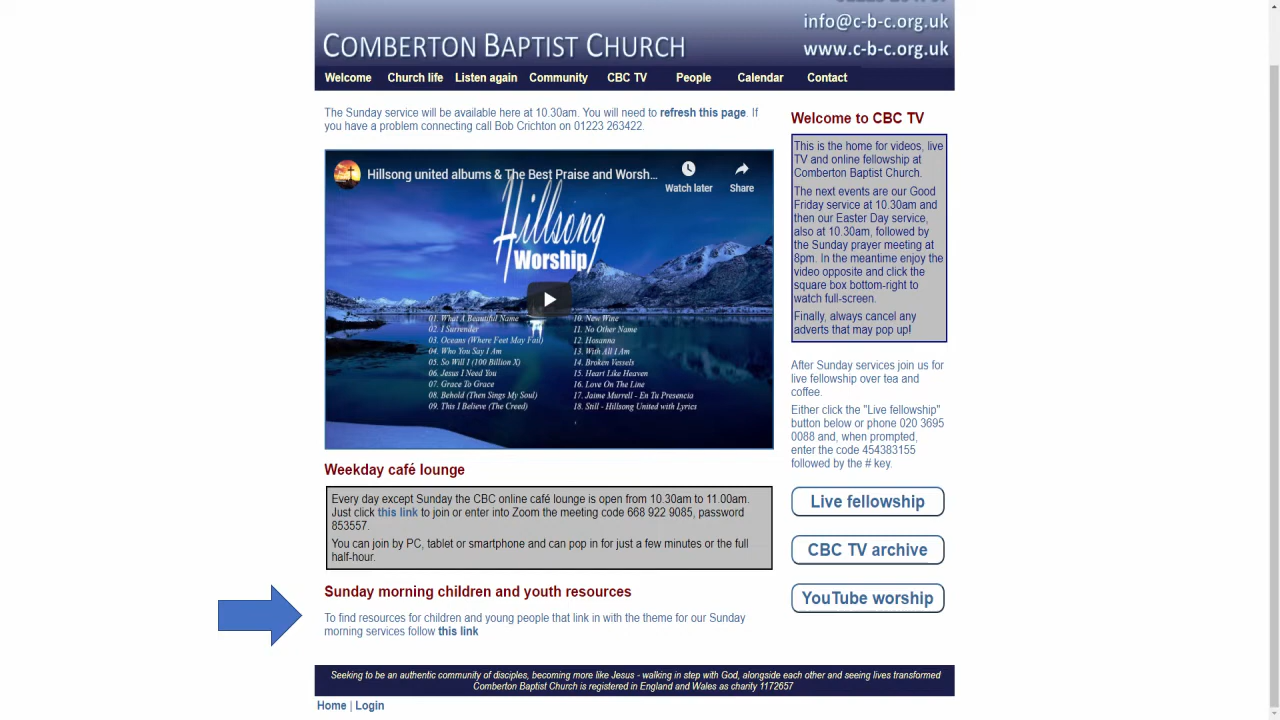 info@c-b-c.org.uk
COMBERTON BAPTIST CHURCH
www.c-b-c.org.uk
Welcome Church life Listen again Community CBC TV People Calendar Contact
The Sunday service will be available here at 10.30am. You will need to refresh this page. If
you have a problem connecting call Bob Crichton on 01223 263422.
Hillsong united albums & The Best Praise and Worsh...
Watch later
Share
Hillsong
Worship
01. What A Beautiful Name
02. I Surrender
03. Oceans (Where Feet May Fail)
04. Who You Say I Am
05. So Will I (100 Billion X)
06. Jesus I Need You
07. Grace To Grace
08. Behold (Then Sings My Soul)
09. This I Believe (The Creed)
10. New Wine
11. No Other Name
12. Hosanna
13. With All I Am
14. Broken Vessels
15. Heart Like Heaven
16. Love On The Line
17. Jaime Murrell - En Tu Presencia
18. Still - Hillsong United with Lyrics
Weekday café lounge
Every day except Sunday the CBC online café lounge is open from 10.30am to 11.00am.
Just click this link to join or enter into Zoom the meeting code 668 922 9085, password
853557.
You can join by PC, tablet or smartphone and can pop in for just a few minutes or the full
half-hour.
Sunday morning children and youth resources
To find resources for children and young people that link in with the theme for our Sunday
morning services follow this link
Welcome to CBC TV
This is the home for videos, live
TV and online fellowship at
Comberton Baptist Church.
The next events are our Good
Friday service at 10.30am and
then our Easter Day service,
also at 10.30am, followed by
the Sunday prayer meeting at
8pm. In the meantime enjoy the
video opposite and click the
square box bottom-right to
watch full-screen.
Finally, always cancel any
adverts that may pop up!
After Sunday services join us for
live fellowship over tea and
coffee.
Either click the "Live fellowship"
button below or phone 020 3695
0088 and, when prompted,
enter the code 454383155
followed by the # key.
Live fellowship
CBC TV archive
YouTube worship
Seeking to be an authentic community of disciples, becoming more like Jesus - walking in step with God, alongside each other and seeing lives transformed
Comberton Baptist Church is registered in England and Wales as charity 1172657
Home | Login